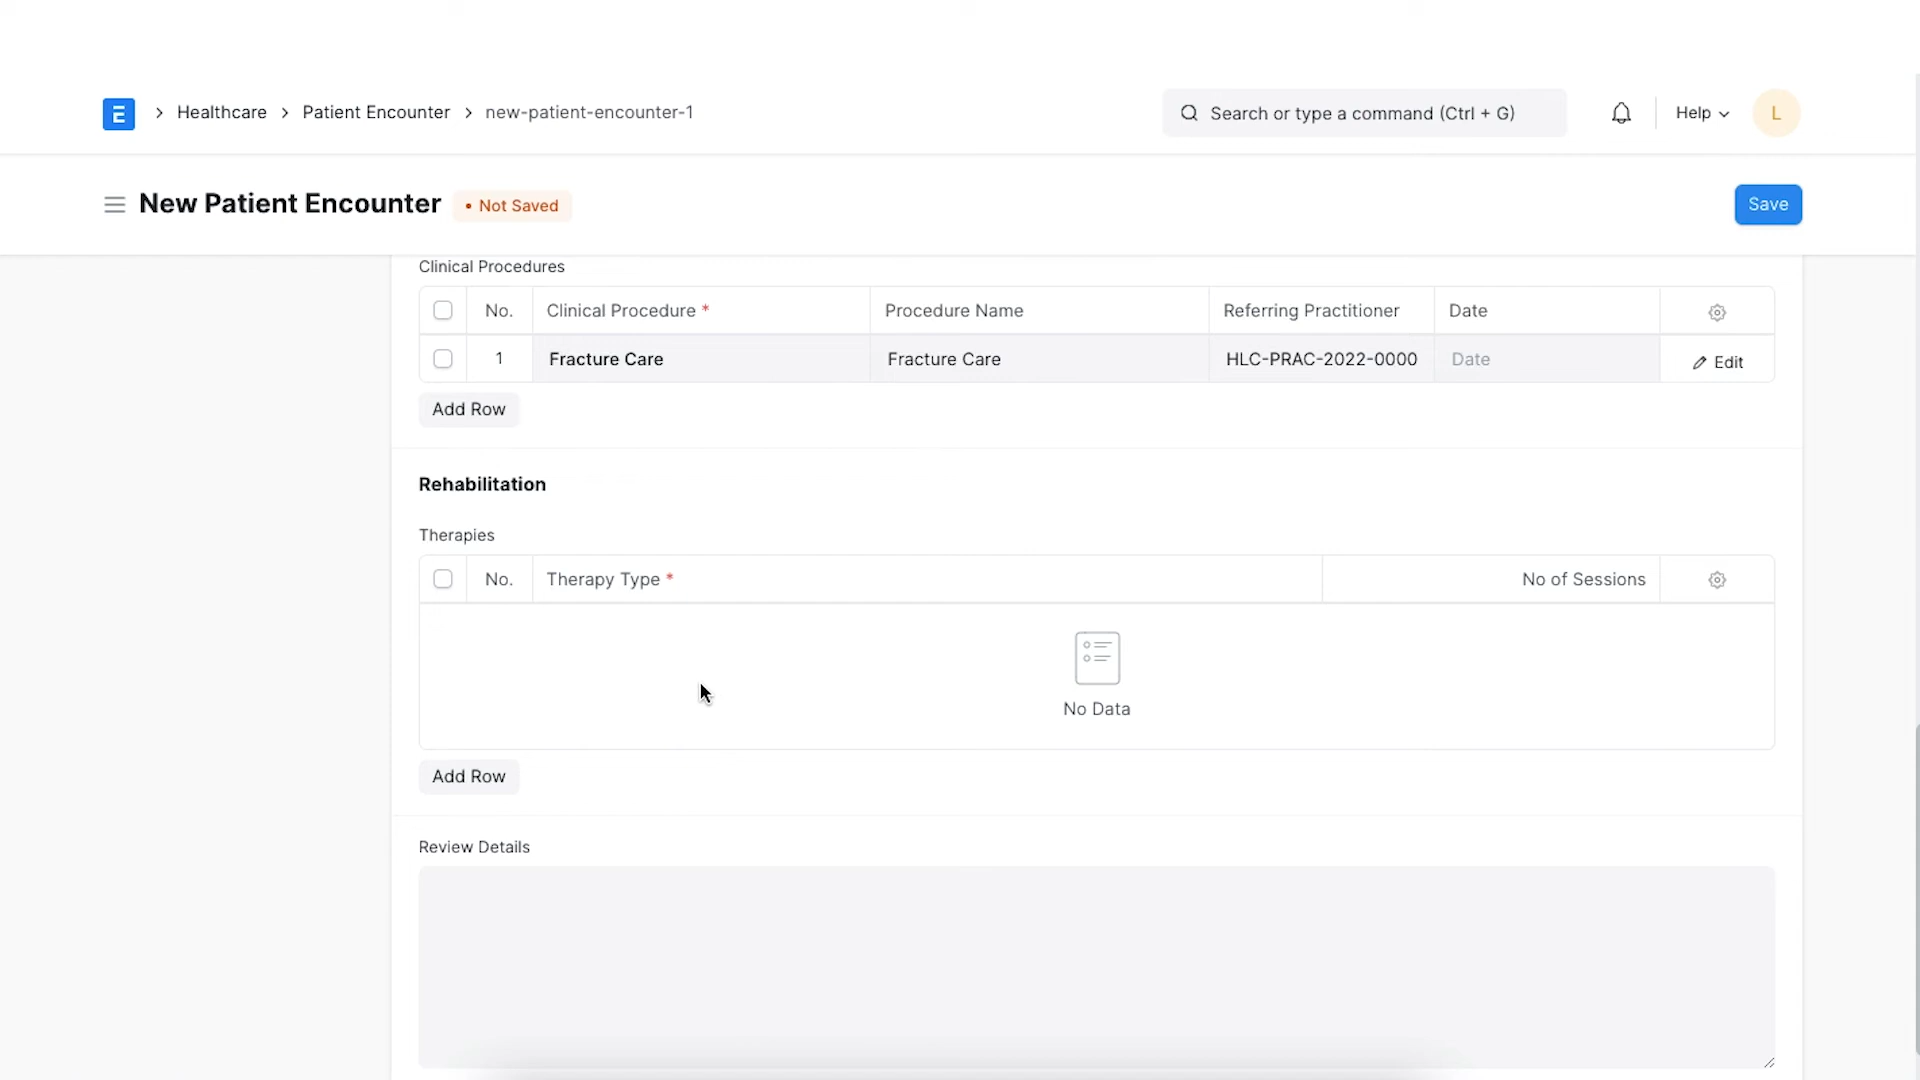 E > Healthcare > Patient Encounter > new-patient-encounter-1 Search or type a command (Ctrl + G) Help L
New Patient Encounter • Not Saved Save
Clinical Procedures
No. Clinical Procedure * Procedure Name Referring Practitioner Date
1 Fracture Care Fracture Care HLC-PRAC-2022-0000 Date Edit
Add Row
Rehabilitation
Therapies
No. Therapy Type * No of Sessions
No Data
Add Row
Review Details